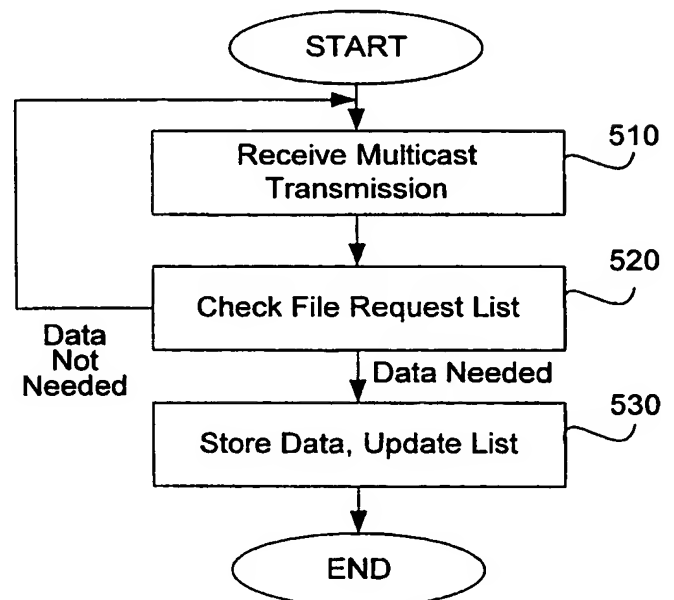 START
Receive Multicast
Transmission
510
Check File Request List
520
Data
Not
Needed
Data Needed
Store Data, Update List
530
END